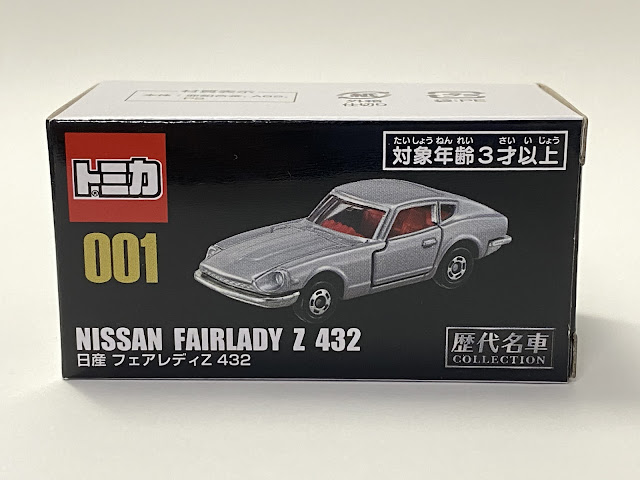 トミカ
001
たいしょうねんれい さいいじょう
対象年齢3才以上
NISSAN FAIRLADY Z 432
日産 フェアレディZ 432
歴代名車
COLLECTION